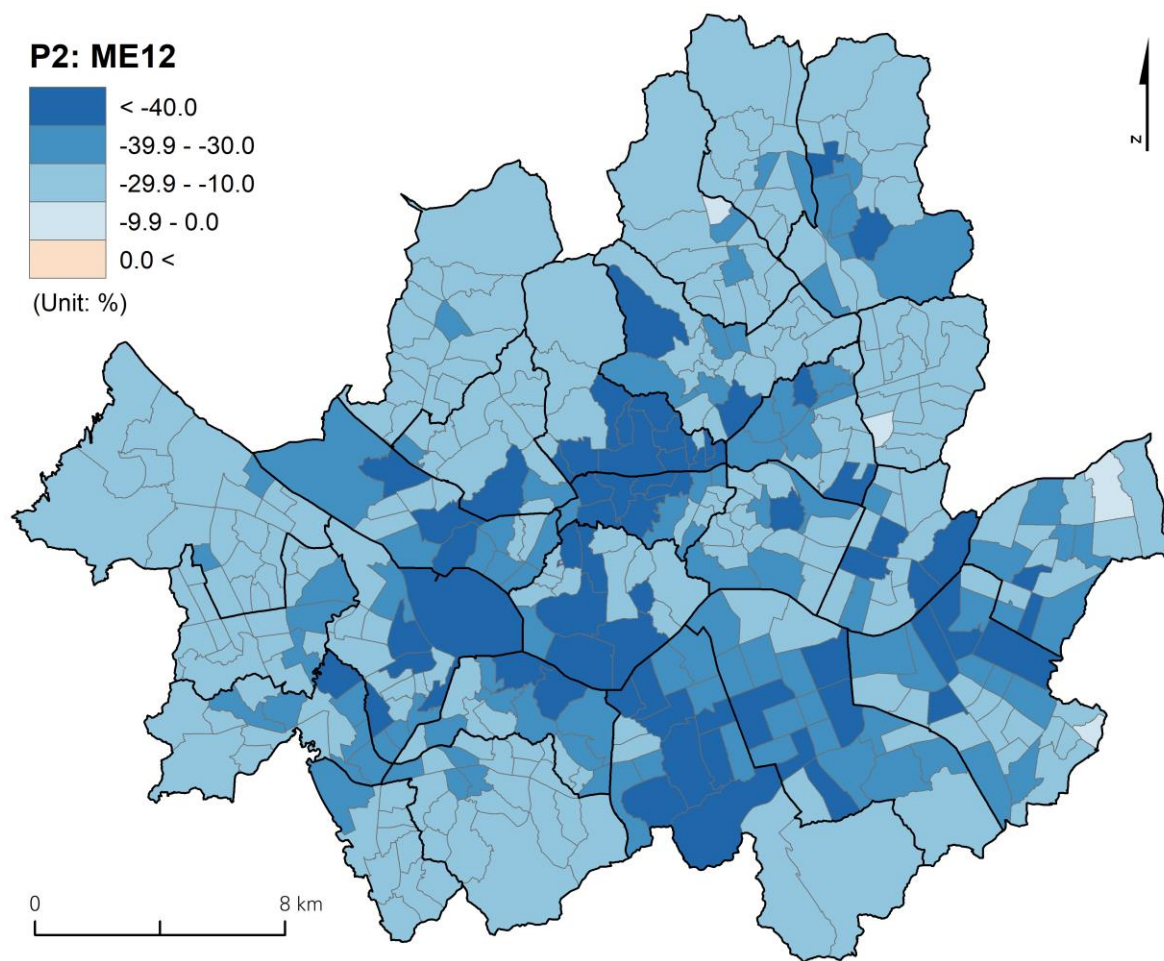 P2: ME12
< -40.0
-39.9 - -30.0
-29.9 - -10.0
-9.9 - 0.0
0.0 <
(Unit: %)
N
0 8 km